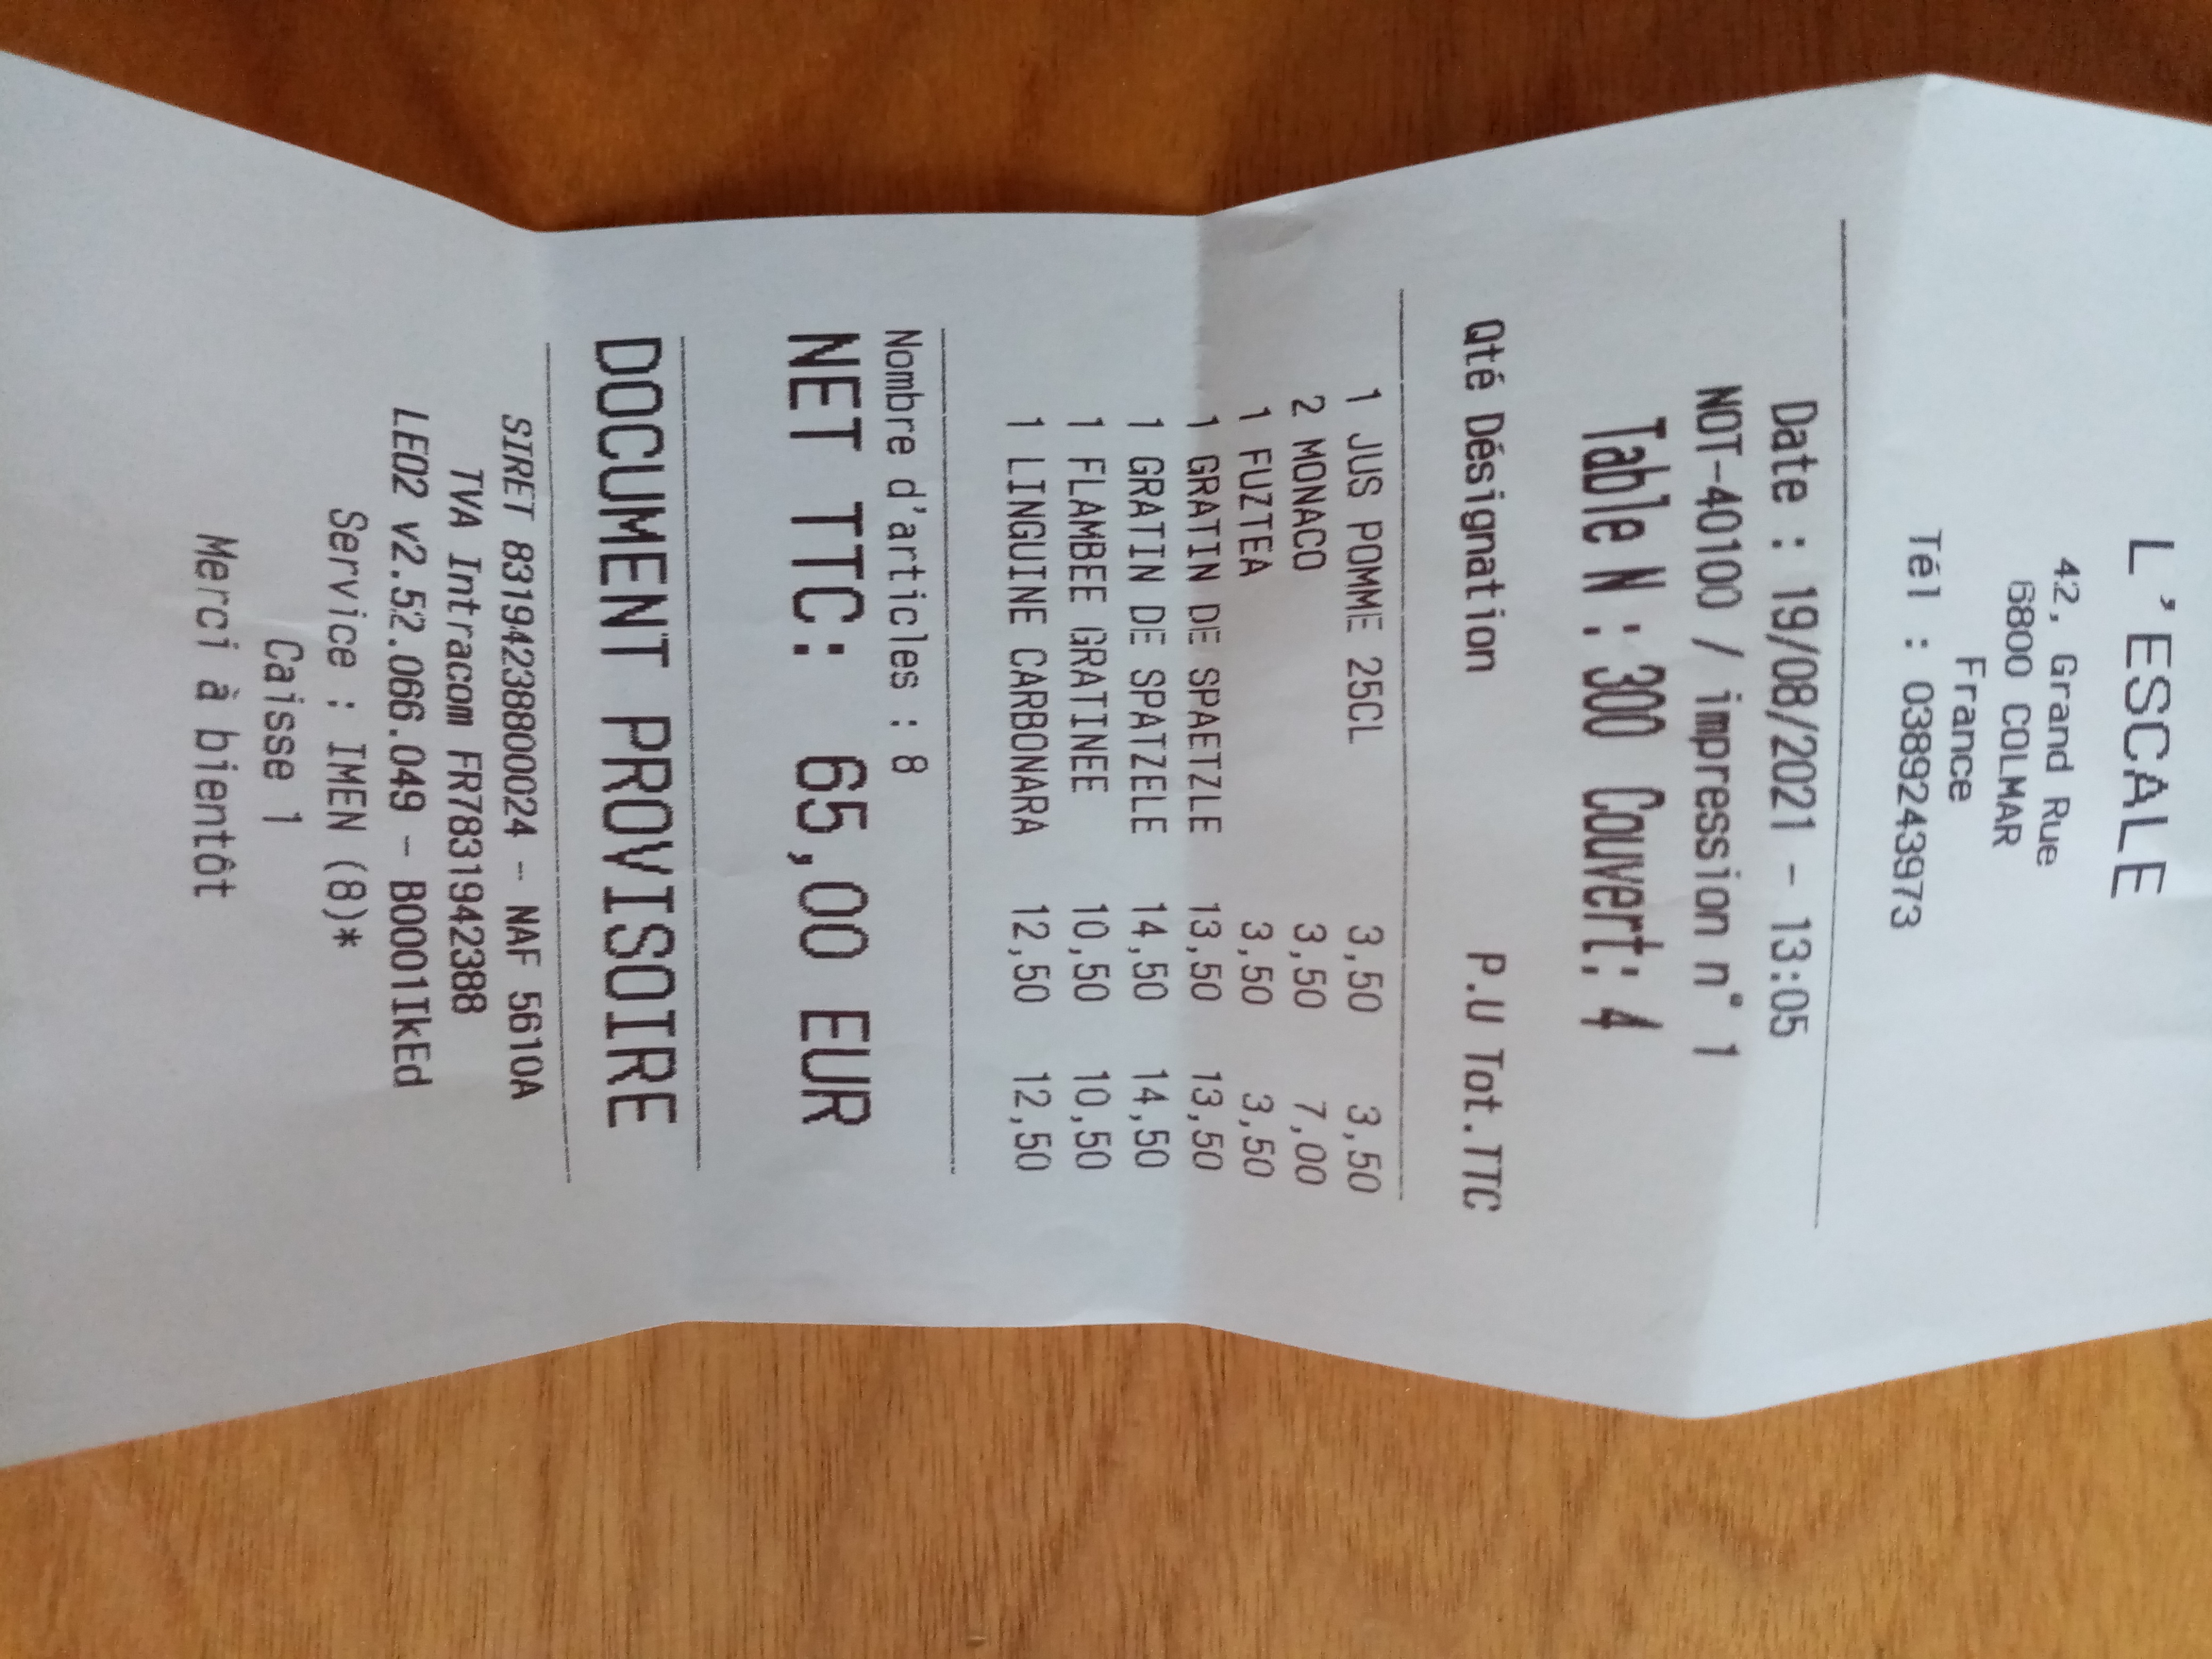 L'ESCALE
42, Grand Rue
6800 COLMAR
France
Tél : 0389243973
Date : 19/08/2021 - 13:05
NOT-40100 / impression n° 1
Table N : 300 Couvert: 4
Qté Désignation P.U Tot.TTC
1 JUS POMME 25CL 3,50 3,50
2 MONACO 3,50 7,00
1 FUZTEA 3,50 3,50
1 GRATIN DE SPAETZLE 13,50 13,50
1 GRATIN DE SPATZELE 14,50 14,50
1 FLAMBEE GRATINEE 10,50 10,50
1 LINGUINE CARBONARA 12,50 12,50
Nombre d'articles : 8
NET TTC: 65,00 EUR
DOCUMENT PROVISOIRE
SIRET 83194238800024 - NAF 5610A
TVA Intracom FR7831942388
LEO2 v2.52.066.049 - B0001IkEd
Service : IMEN (8)*
Caisse 1
Merci à bientôt